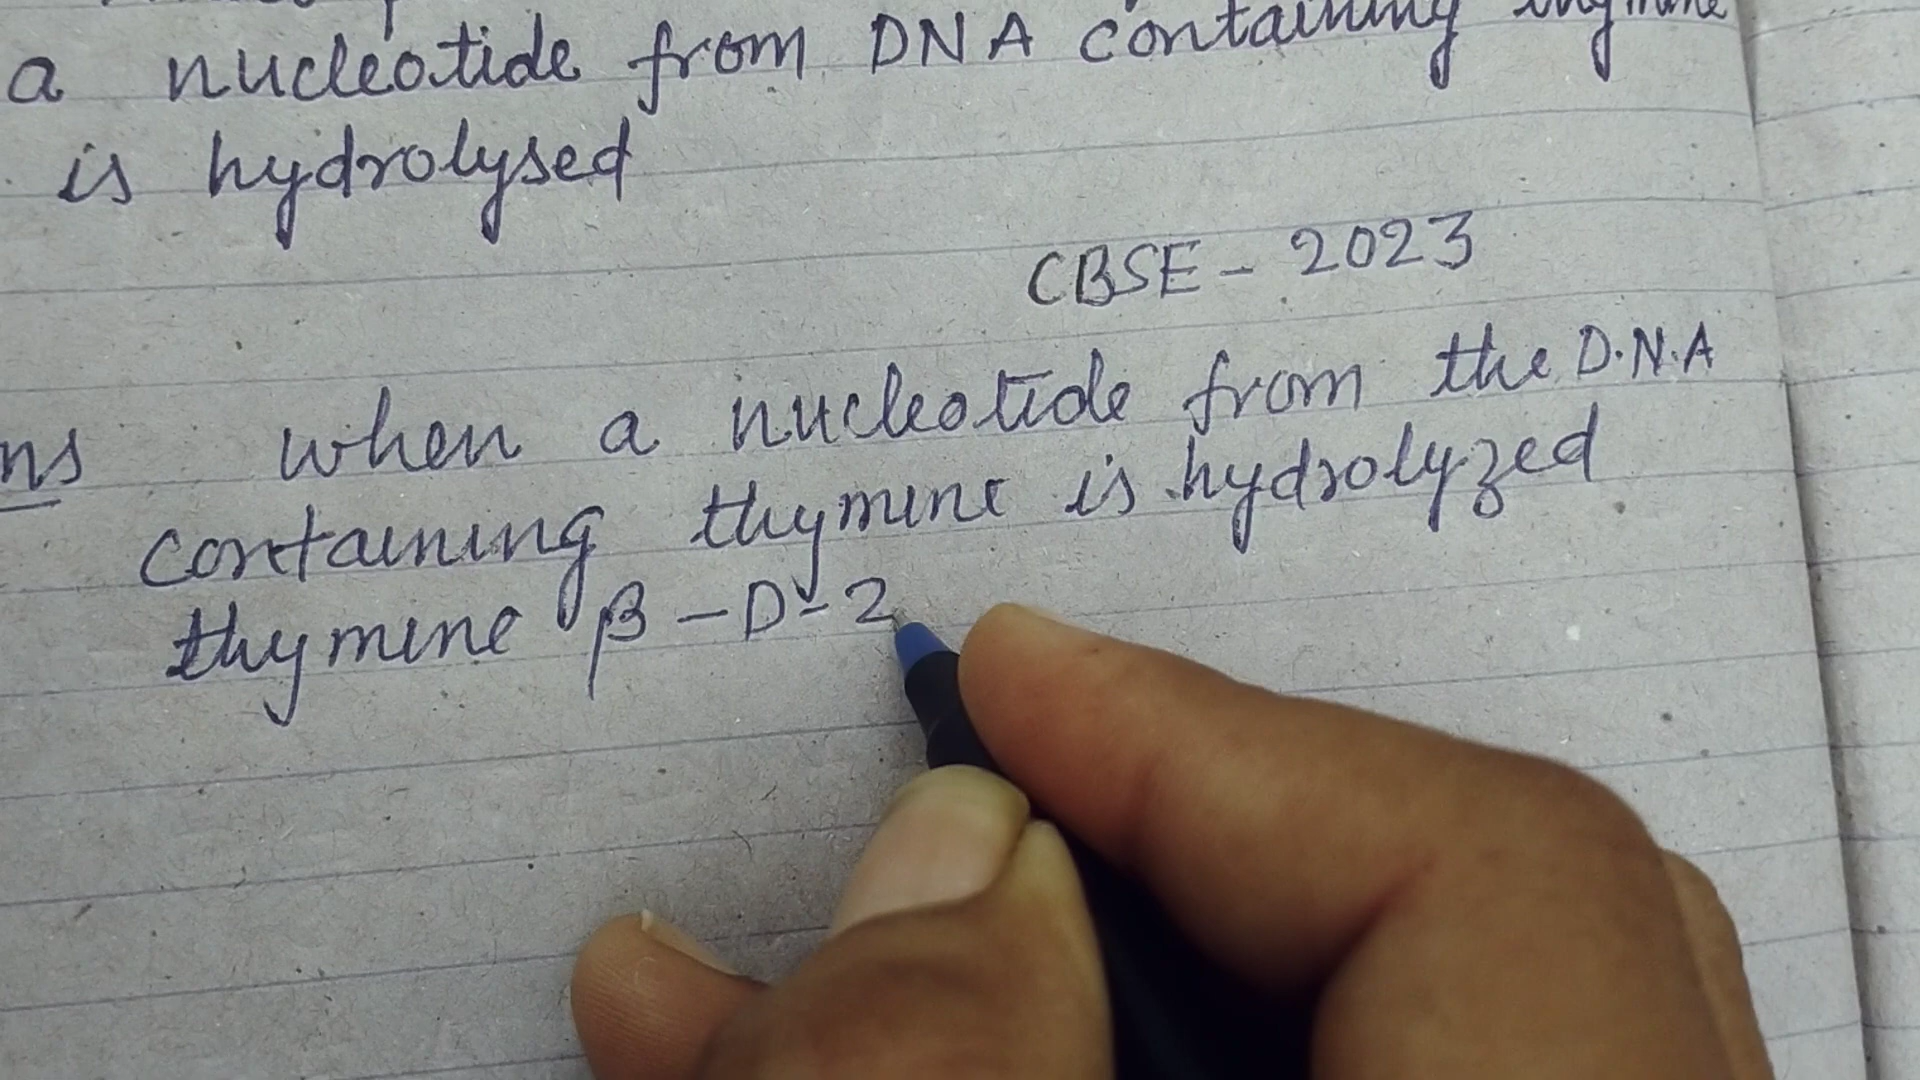 a nucleotide from DNA containing thymine
is hydrolysed
CBSE - 2023
ns when a nucleotide from the D.N.A
containing thymine is hydrolyzed
thymine β - D - 2